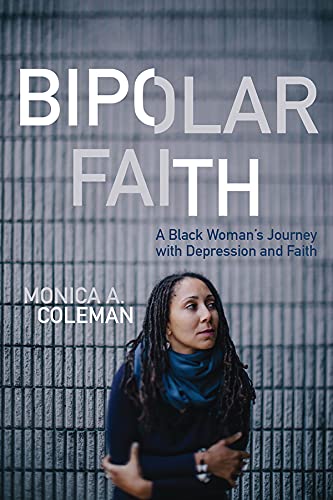 BIPOLAR
FAITH
A Black Woman's Journey
with Depression and Faith
MONICA A.
COLEMAN